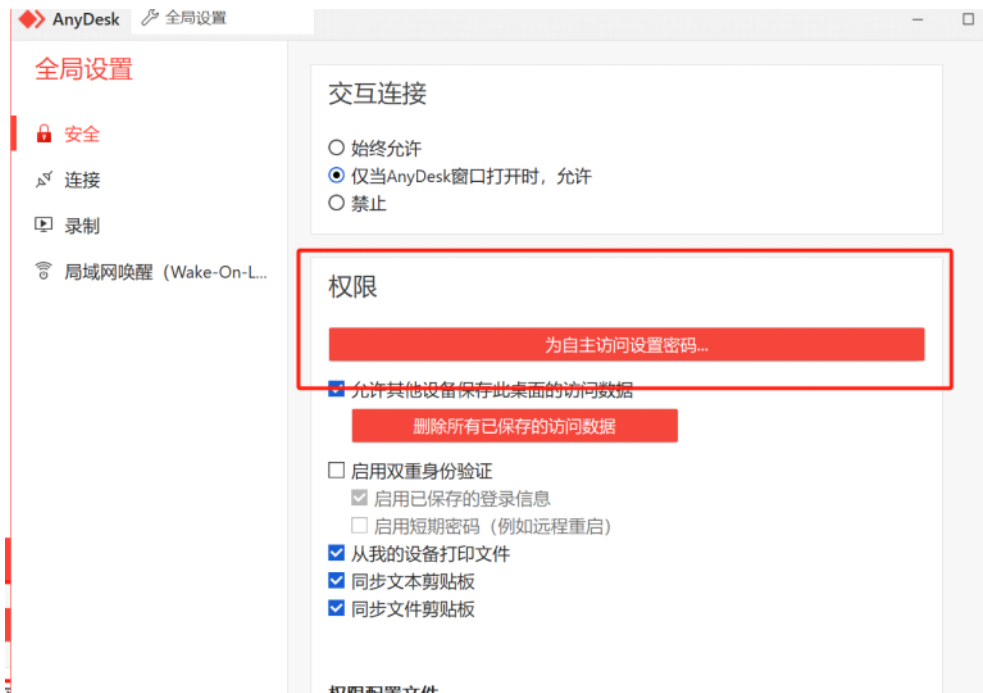 AnyDesk 全局设置
全局设置
安全
连接
录制
局域网唤醒（Wake-On-L...
交互连接
始终允许
仅当AnyDesk窗口打开时，允许
禁止
权限
为自主访问设置密码...
允许其他设备保存此桌面的访问数据
删除所有已保存的访问数据
启用双重身份验证
启用已保存的登录信息
启用短期密码（例如远程重启）
从我的设备打印文件
同步文本剪贴板
同步文件剪贴板
权限配置文件